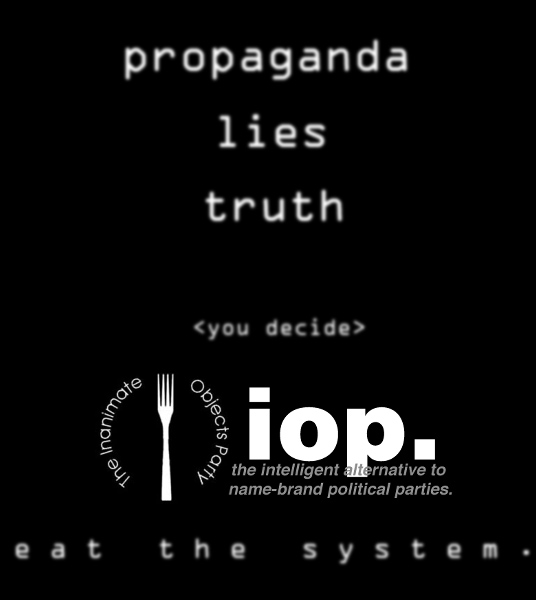 propaganda
lies
truth
<you decide>
The Inanimate Objects Party
iop.
the intelligent alternative to
name-brand political parties.
eat the system.